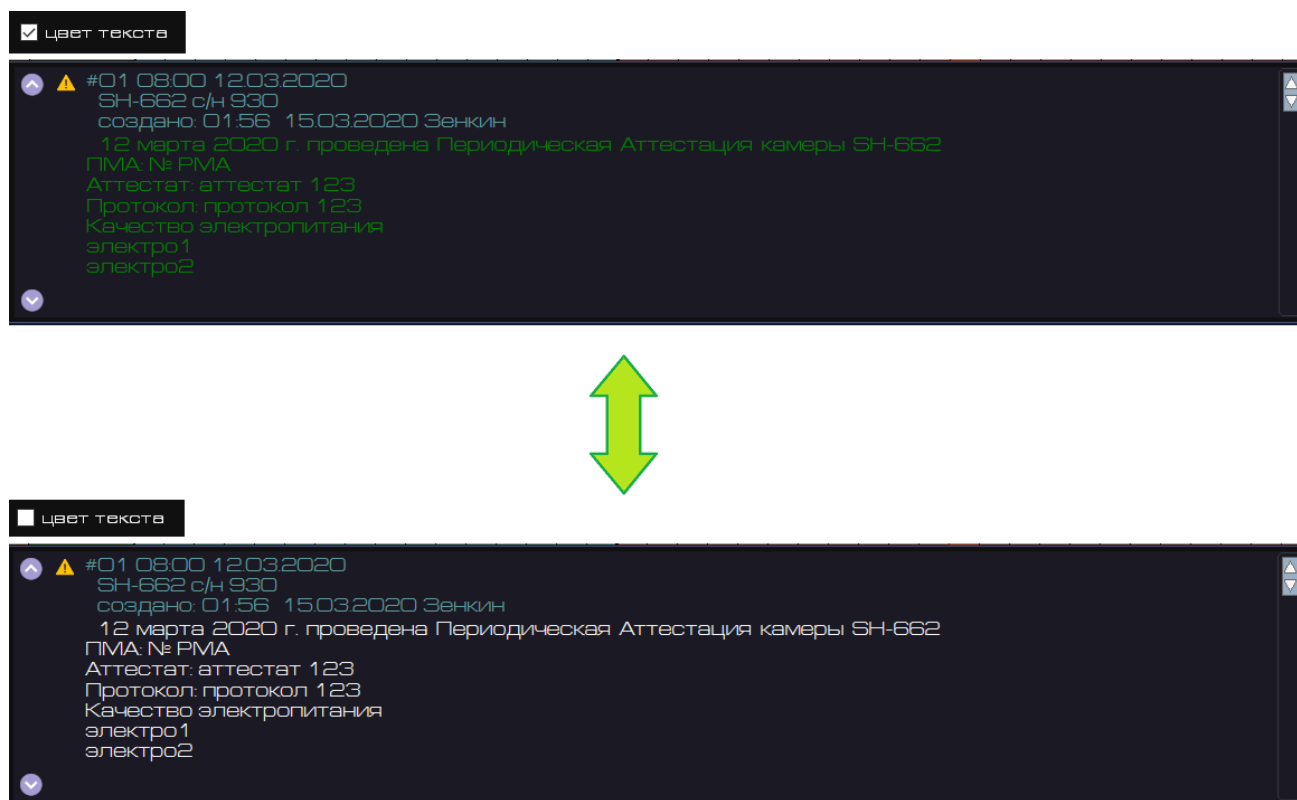 цвет текста
#01 08:00 12.03.2020
SH-662 с/н 930
создано: 01:56 15.03.2020 Зенкин
12 марта 2020 г. проведена Периодическая Аттестация камеры SH-662
ПМА: № PMA
Аттестат: аттестат 123
Протокол: протокол 123
Качество электропитания
электро1
электро2
цвет текста
#01 08:00 12.03.2020
SH-662 с/н 930
создано: 01:56 15.03.2020 Зенкин
12 марта 2020 г. проведена Периодическая Аттестация камеры SH-662
ПМА: № PMA
Аттестат: аттестат 123
Протокол: протокол 123
Качество электропитания
электро1
электро2